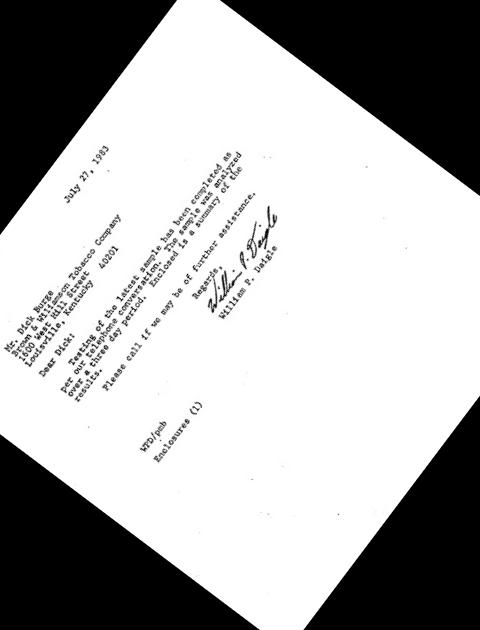 July 27, 1983
Mr. Dick Burge
Brown & Williamson Tobacco Company
1600 West Hill Street
Louisville, Kentucky 40201
Dear Dick:
Testing of the latest sample has been completed as
per our telephone conversation. The sample was analyzed
over a three day period. Enclosed is a summary of the
results.
Please call if we may be of further assistance.
Regards,
William P. Daigle
William P. Daigle
WPD/pmb
Enclosures (1)